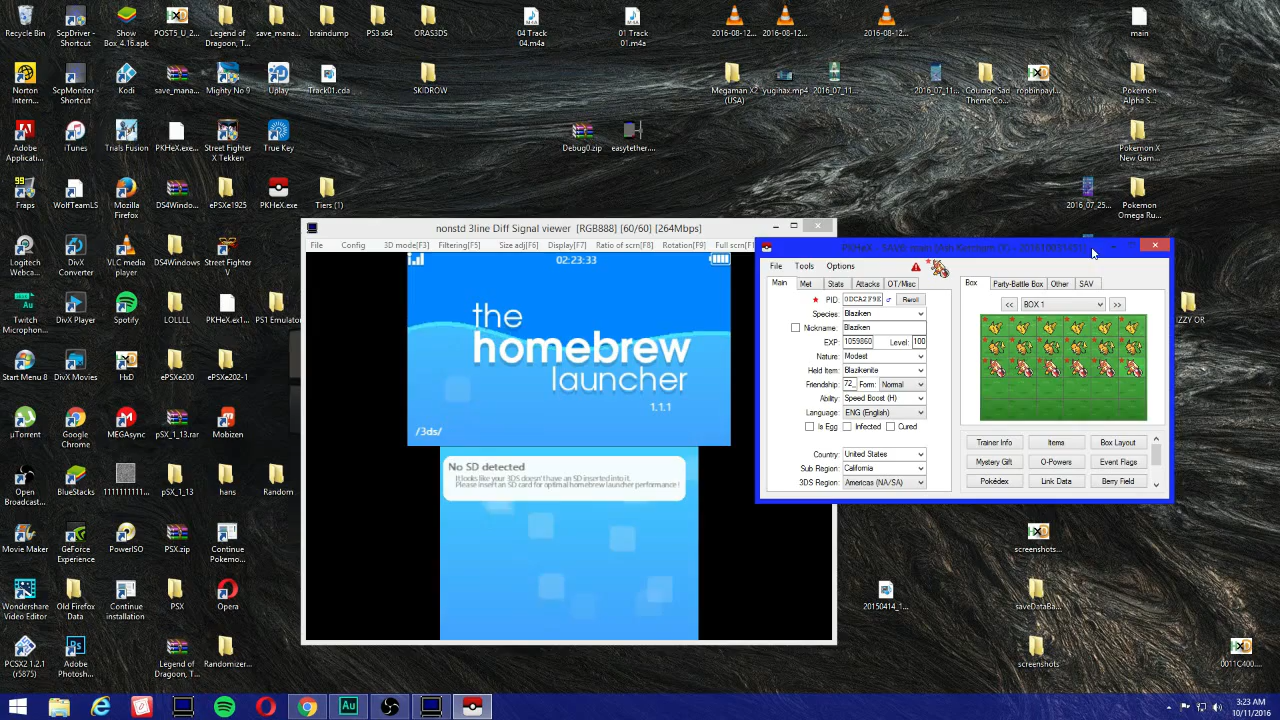 Recycle Bin
ScpDriver - Shortcut
Show Box_4.16.apk
POST5_U_2...
Legend of Dragoon, T...
save_mana...
braindump
PS3 x64
ORAS3DS
04 Track 04.m4a
01 Track 01.m4a
2016-08-12...
2016-08-12...
2016-08-12...
main
Norton Intern...
ScpMonitor - Shortcut
Kodi
save_mana...
Mighty No 9
Uplay
Track01.cda
SKIDROW
Megaman X2 (USA)
yuginax.mp4
2016_07_11...
2016_07_11...
Courage Sad Theme Co...
ropbinpayl...
Pokemon Alpha S...
Adobe Applicati...
iTunes
Trials Fusion
PKHeX.exe...
Street Fighter X Tekken
True Key
Debug0.zip
easytether...
Pokemon X New Gam...
99
Fraps
WolfTeamLS
Mozilla Firefox
DS4Windo...
ePSXe1925
PKHeX.exe
Tiers (1)
2016_07_25...
Pokemon Omega Ru...
Logitech Webca...
DivX Converter
VLC media player
DS4Windows
Street Fighter V
Twitch Microphon...
DivX Player
Spotify
LOLLLL
PKHeX.ex1...
PS1 Emulator
IZZY OR
Start Menu 8
DivX Movies
HxD
ePSXe200
ePSXe202-1
µTorrent
Google Chrome
MEGAsync
pSX_1_13.rar
Mobizen
Open Broadcast...
BlueStacks
pSX_1_13
hans
Random
Movie Maker
GeForce Experience
PowerISO
PSX.zip
Continue Pokemo...
screenshots...
Wondershare Video Editor
Old Firefox Data
Continue installation
PSX
Opera
20150414_1...
saveDataBa...
PCSX2 1.2.1 (r5875)
Adobe Photosh...
Legend of Dragoon, T...
Randomizer...
screenshots
0011C400...
nonstd 3line Diff Signal viewer [RGB888] [60/60] [264Mbps]
File Config 3D mode[F3] Filtering[F5] Size adj[F6] Display[F7] Ratio of scrn[F8] Rotation[F9] Full scrn[F
02:23:33
the
homebrew
launcher
1.1.1
/3ds/
No SD detected
It looks like your 3DS doesn't have an SD inserted into it.
Please insert an SD card for optimal homebrew launcher performance !
File Tools Options
Main Met Stats Attacks OT/Misc
PID: 0DCA2F9E ♂ Reroll
Species: Blaziken
Nickname: Blaziken
EXP: 1059860 Level: 100
Nature: Modest
Held Item: Blazikenite
Friendship: 72_ Form: Normal
Ability: Speed Boost (H)
Language: ENG (English)
Is Egg Infected Cured
Country: United States
Sub Region: California
3DS Region: Americas (NA/SA)
Box Party-Battle Box Other SAV
<< BOX 1 >>
Trainer Info Items Box Layout
Mystery Gift O-Powers Event Flags
Pokédex Link Data Berry Field
3:23 AM
10/11/2016